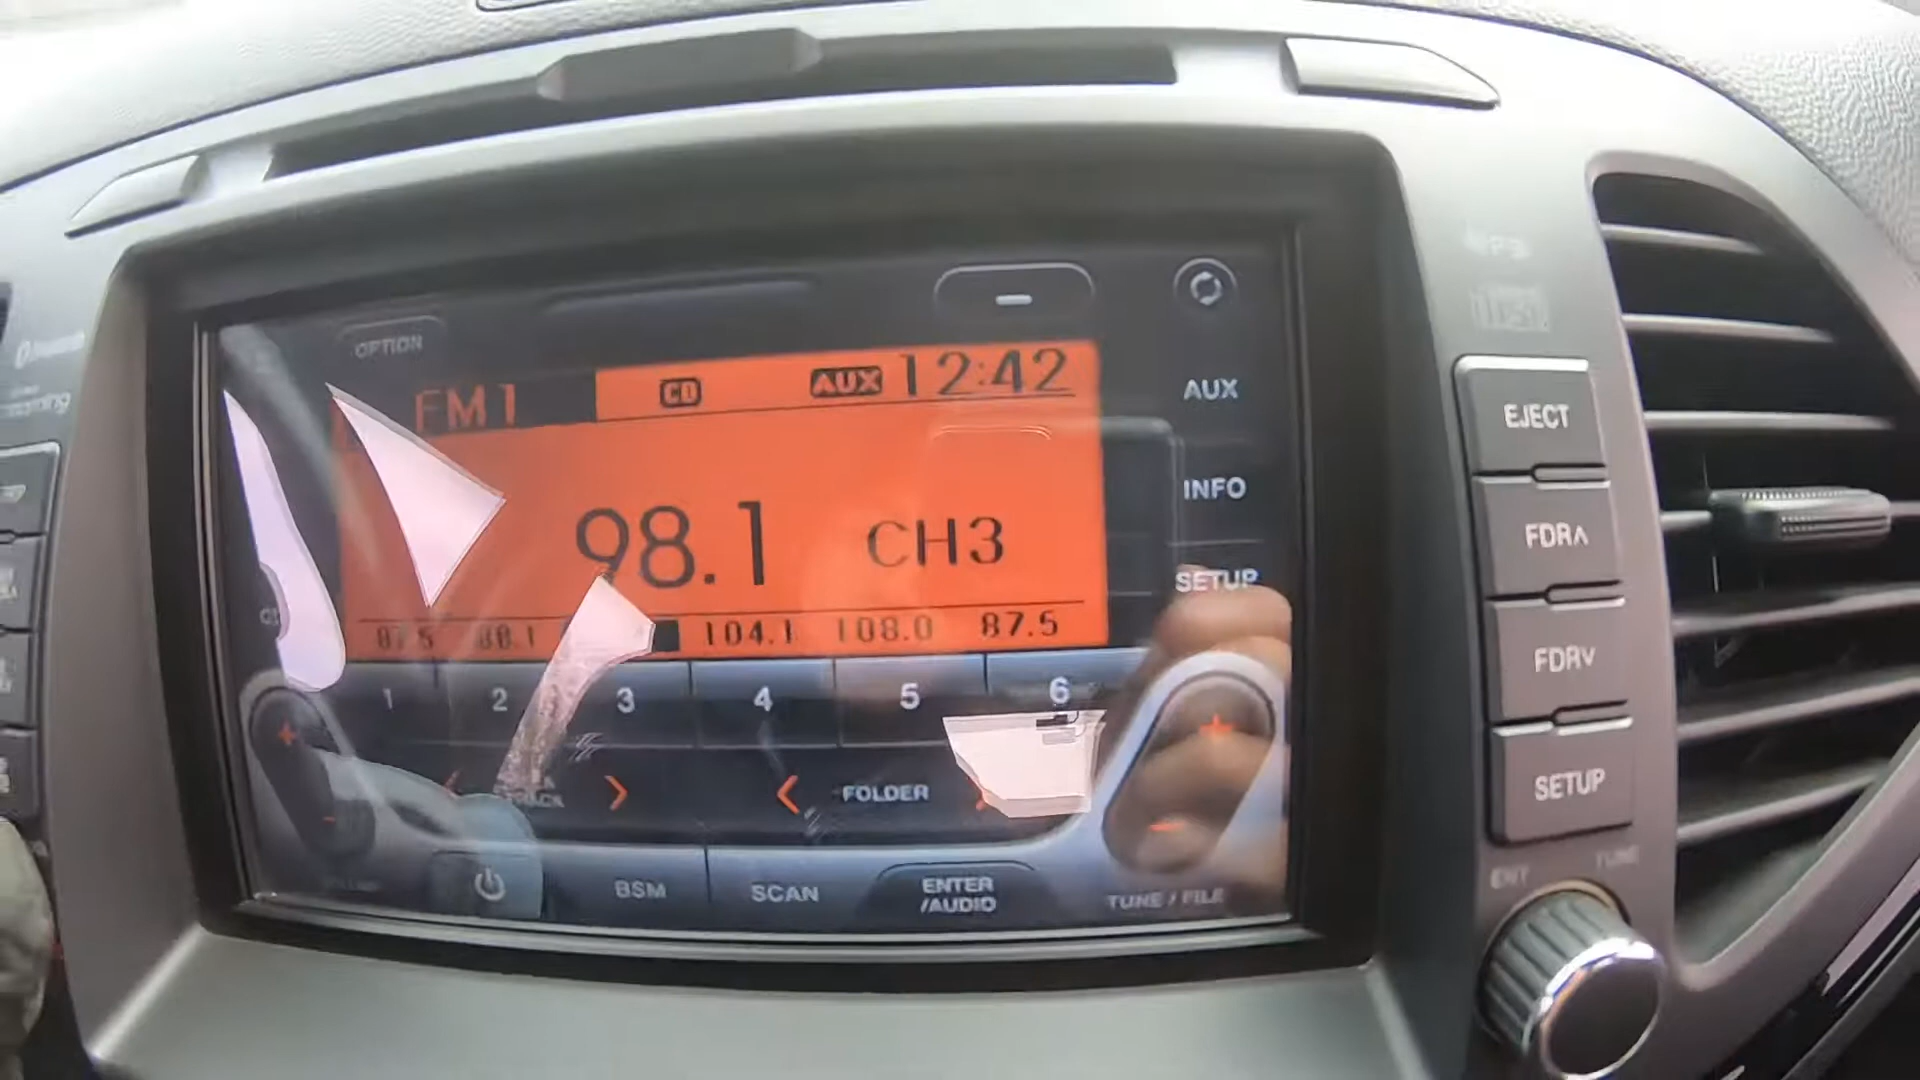 OPTION
FM1 CD AUX 12:42
AUX
INFO
98.1 CH3
SETUP
87.5 88.1 104.1 108.0 87.5
1 2 3 4 5 6
FOLDER
BSM SCAN ENTER
/AUDIO
TUNE / FILE
EJECT
FDR∧
FDR∨
SETUP
ENT TUNE